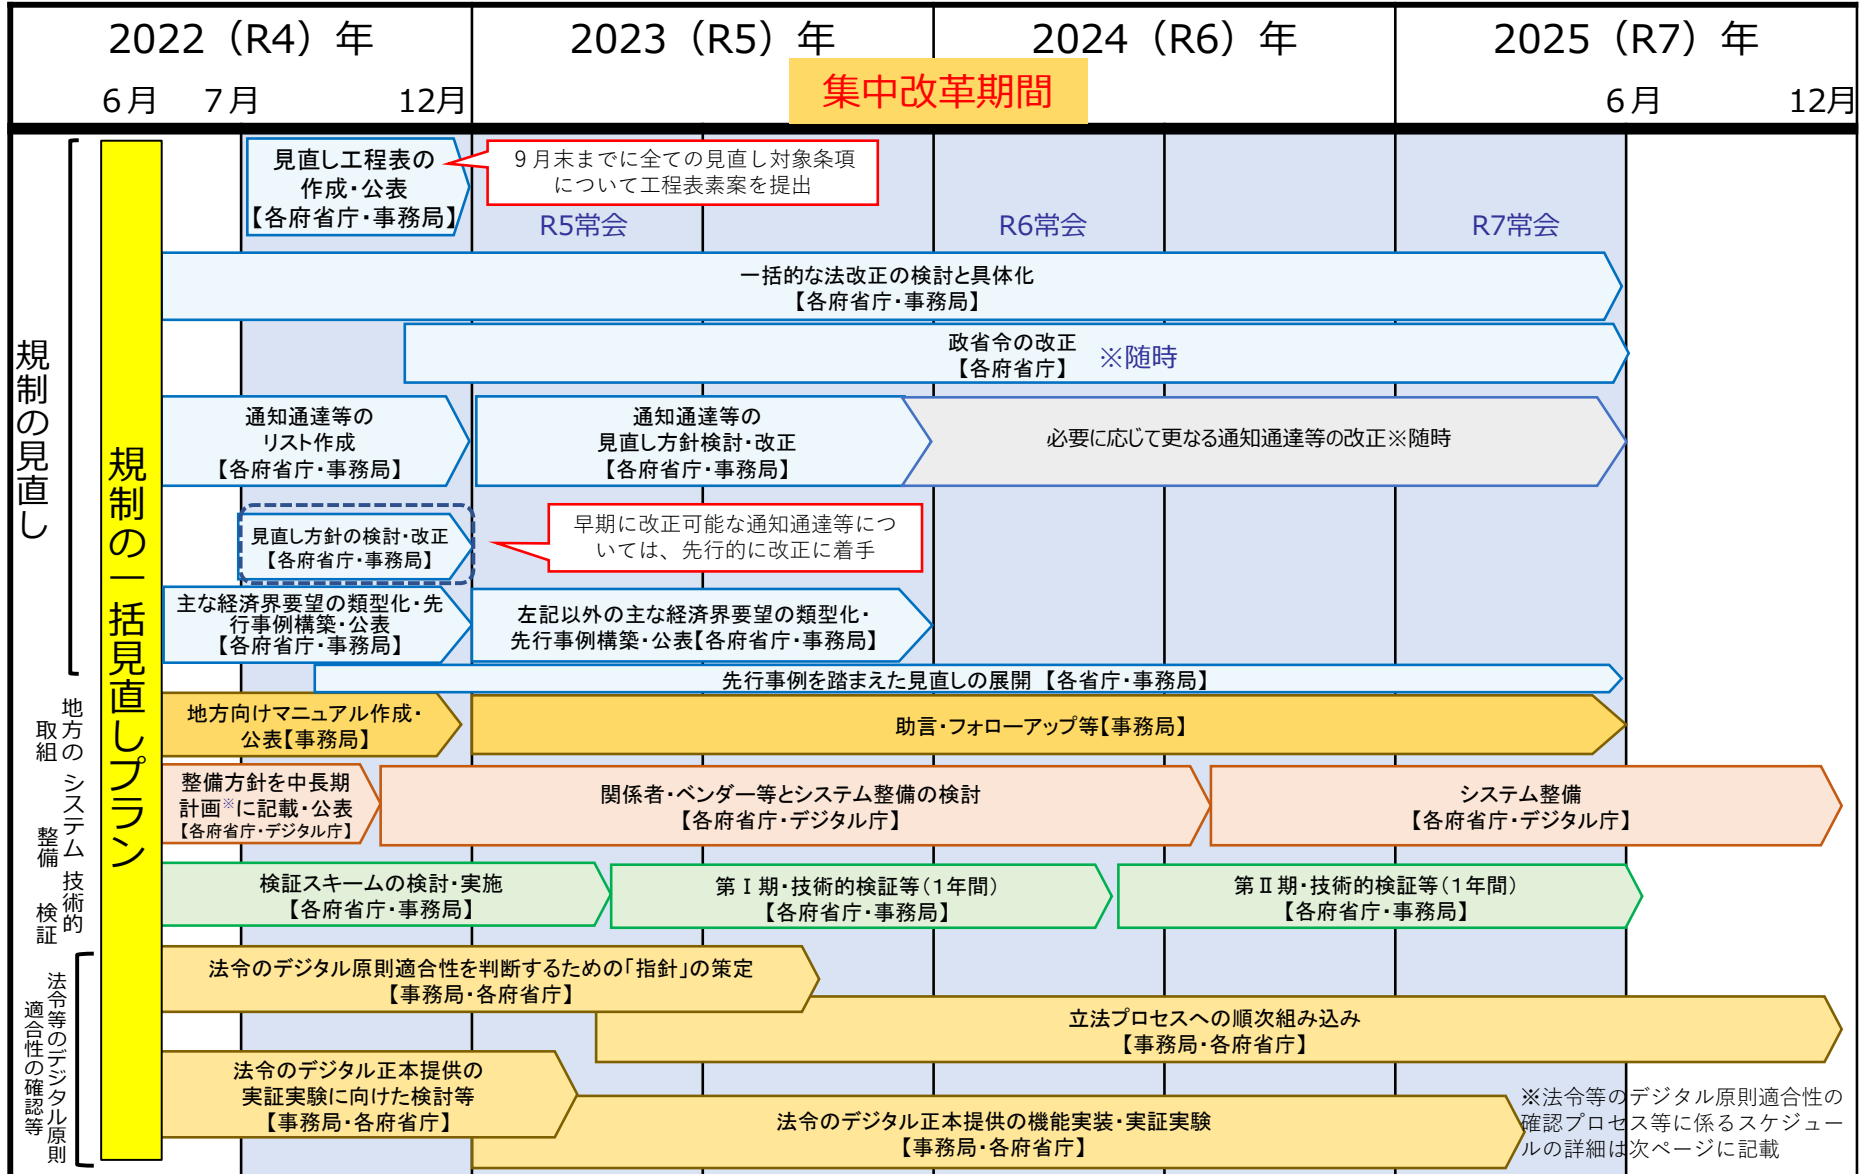 2022（R4）年
2023（R5）年
2024（R6）年
2025（R7）年
6月
7月
12月
集中改革期間
6月
12月
規制の見直し
規制の一括見直しプラン
見直し工程表の
作成・公表
【各府省庁・事務局】
9月末までに全ての見直し対象条項
について工程表素案を提出
R5常会
R6常会
R7常会
一括的な法改正の検討と具体化
【各府省庁・事務局】
政省令の改正
【各府省庁】
※随時
通知通達等の
リスト作成
【各府省庁・事務局】
通知通達等の
見直し方針検討・改正
【各府省庁・事務局】
必要に応じて更なる通知通達等の改正※随時
見直し方針の検討・改正
【各府省庁・事務局】
早期に改正可能な通知通達等につ
いては、先行的に改正に着手
主な経済界要望の類型化・先
行事例構築・公表
【各府省庁・事務局】
左記以外の主な経済界要望の類型化・
先行事例構築・公表【各府省庁・事務局】
先行事例を踏まえた見直しの展開 【各省庁・事務局】
地方の
取組
地方向けマニュアル作成・
公表【事務局】
助言・フォローアップ等【事務局】
システム
整備
整備方針を中長期
計画※に記載・公表
【各府省庁・デジタル庁】
関係者・ベンダー等とシステム整備の検討
【各府省庁・デジタル庁】
システム整備
【各府省庁・デジタル庁】
技術的
検証
検証スキームの検討・実施
【各府省庁・事務局】
第Ⅰ期・技術的検証等（1年間）
【各府省庁・事務局】
第Ⅱ期・技術的検証等（1年間）
【各府省庁・事務局】
法令等のデジタル原則
適合性の確認等
法令のデジタル原則適合性を判断するための「指針」の策定
【事務局・各府省庁】
立法プロセスへの順次組み込み
【事務局・各府省庁】
法令のデジタル正本提供の
実証実験に向けた検討等
【事務局・各府省庁】
法令のデジタル正本提供の機能実装・実証実験
【事務局・各府省庁】
※法令等のデジタル原則適合性の
確認プロセス等に係るスケジュー
ルの詳細は次ページに記載